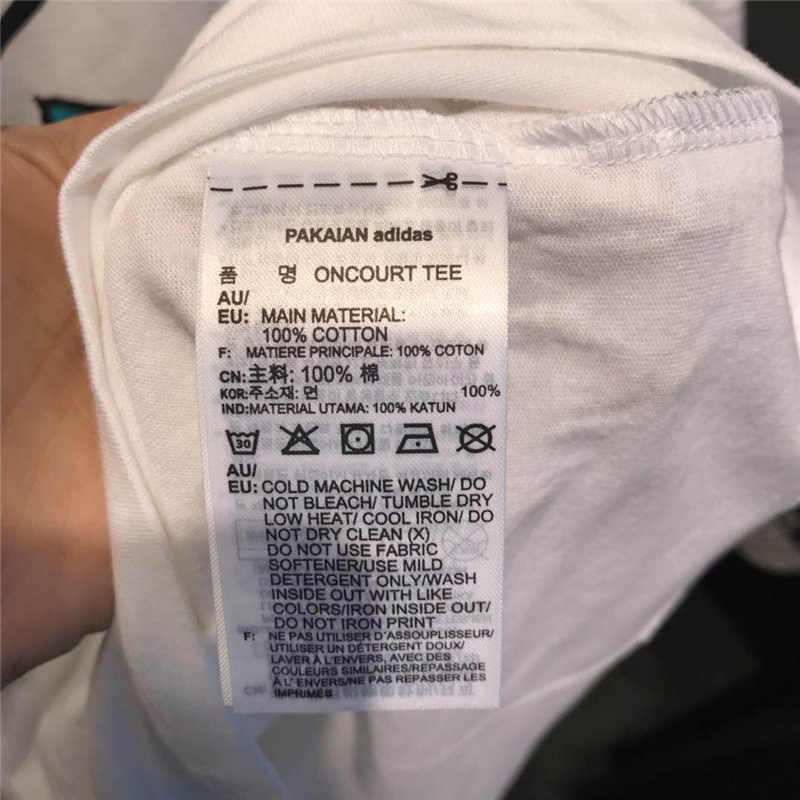 PAKAIAN adidas
품 명 ONCOURT TEE
AU/
EU: MAIN MATERIAL:
100% COTTON
F: MATIERE PRINCIPALE: 100% COTON
CN:主料: 100% 棉
KOR:주소재: 면 100%
IND:MATERIAL UTAMA: 100% KATUN
30
AU/
EU: COLD MACHINE WASH/ DO
NOT BLEACH/ TUMBLE DRY
LOW HEAT/ COOL IRON/ DO
NOT DRY CLEAN (X)
DO NOT USE FABRIC
SOFTENER/USE MILD
DETERGENT ONLY/WASH
INSIDE OUT WITH LIKE
COLORS/IRON INSIDE OUT/
DO NOT IRON PRINT
F: NE PAS UTILISER D'ASSOUPLISSEUR/
UTILISER UN DÉTERGENT DOUX/
LAVER À L'ENVERS, AVEC DES
COULEURS SIMILAIRES/REPASSAGE
À L' ENVERS/NE PAS REPASSER LES
IMPRIMÉS